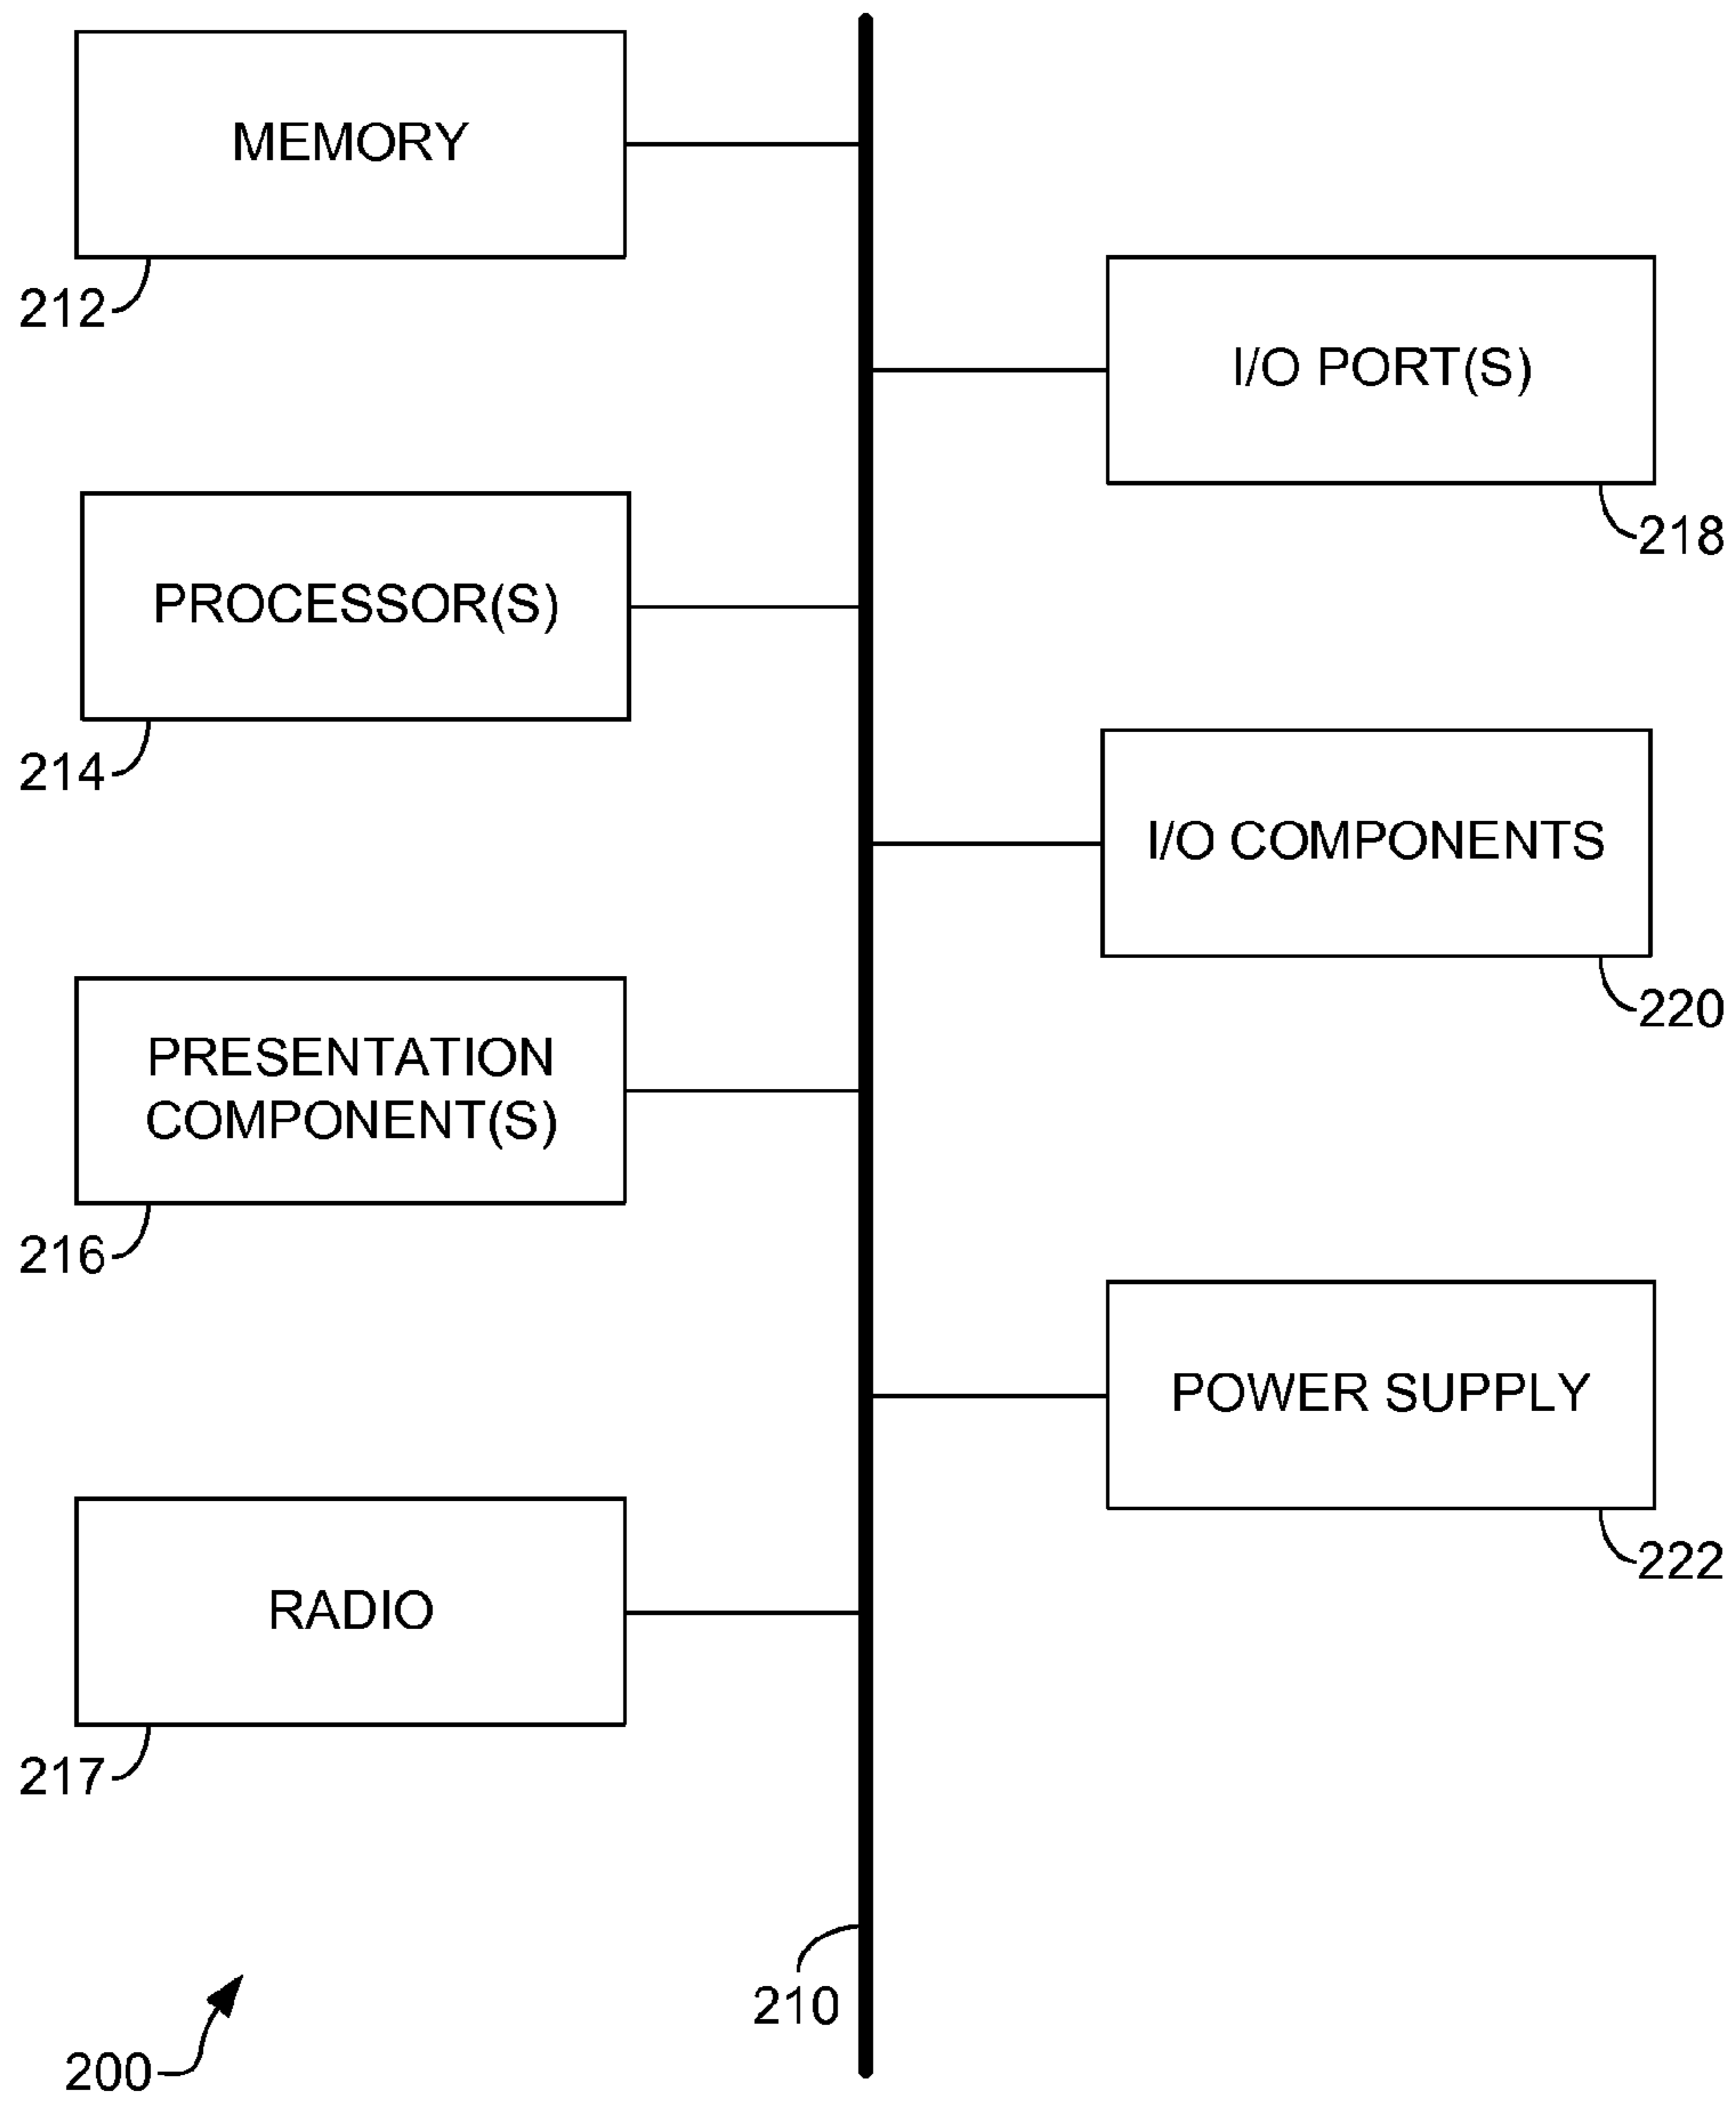 MEMORY
212
I/O PORT(S)
218
PROCESSOR(S)
214
I/O COMPONENTS
220
PRESENTATION
COMPONENT(S)
216
POWER SUPPLY
222
RADIO
217
210
200